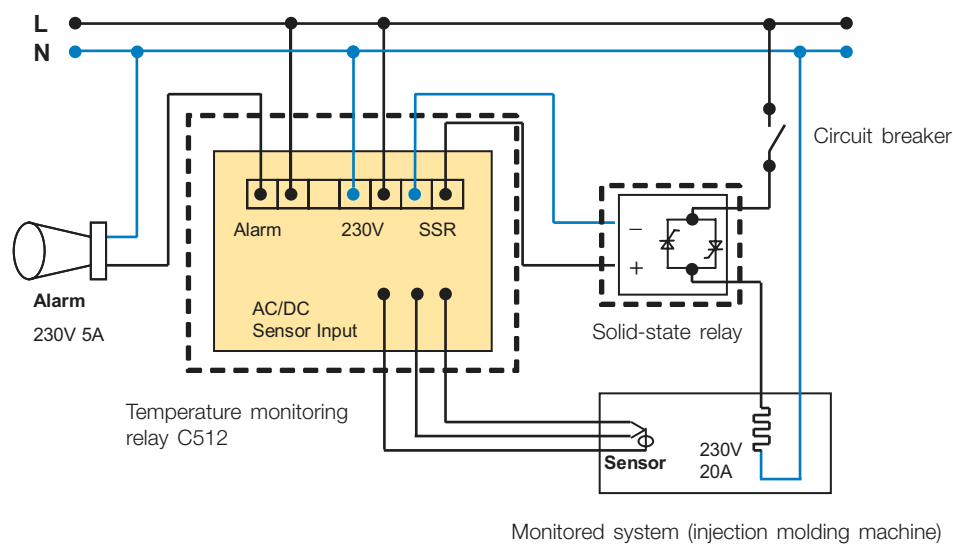 L
N
Circuit breaker
Alarm 230V SSR
− 
+
Alarm
230V 5A
AC/DC
Sensor Input
Solid-state relay
Temperature monitoring
relay C512
230V
20A
Sensor
Monitored system (injection molding machine)